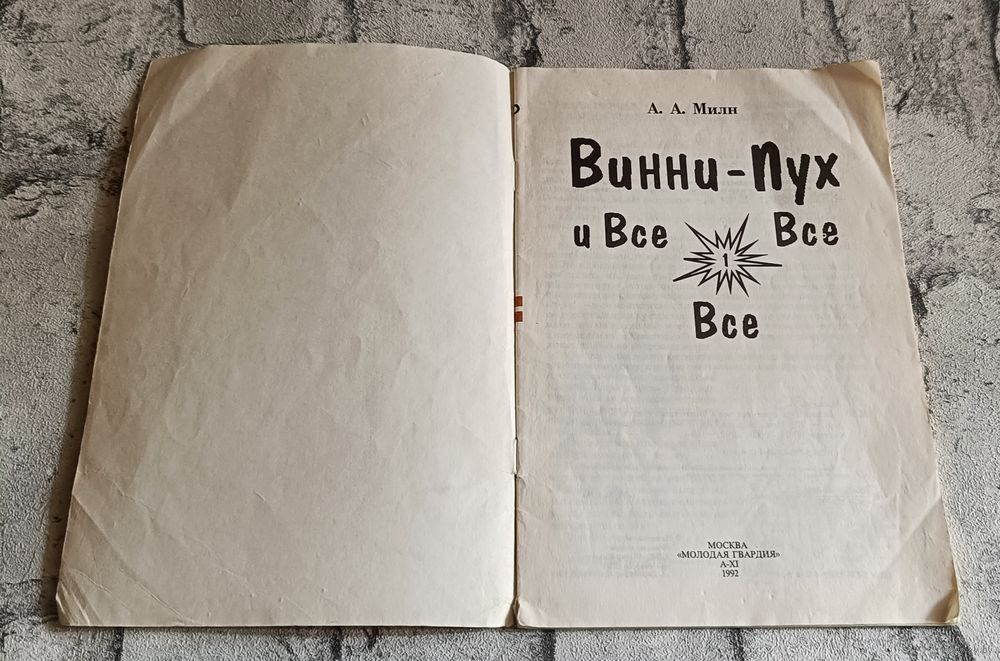 А. А. Милн
Винни-Пух
и Все Все
1
Все
МОСКВА
«МОЛОДАЯ ГВАРДИЯ»
А-XI
1992